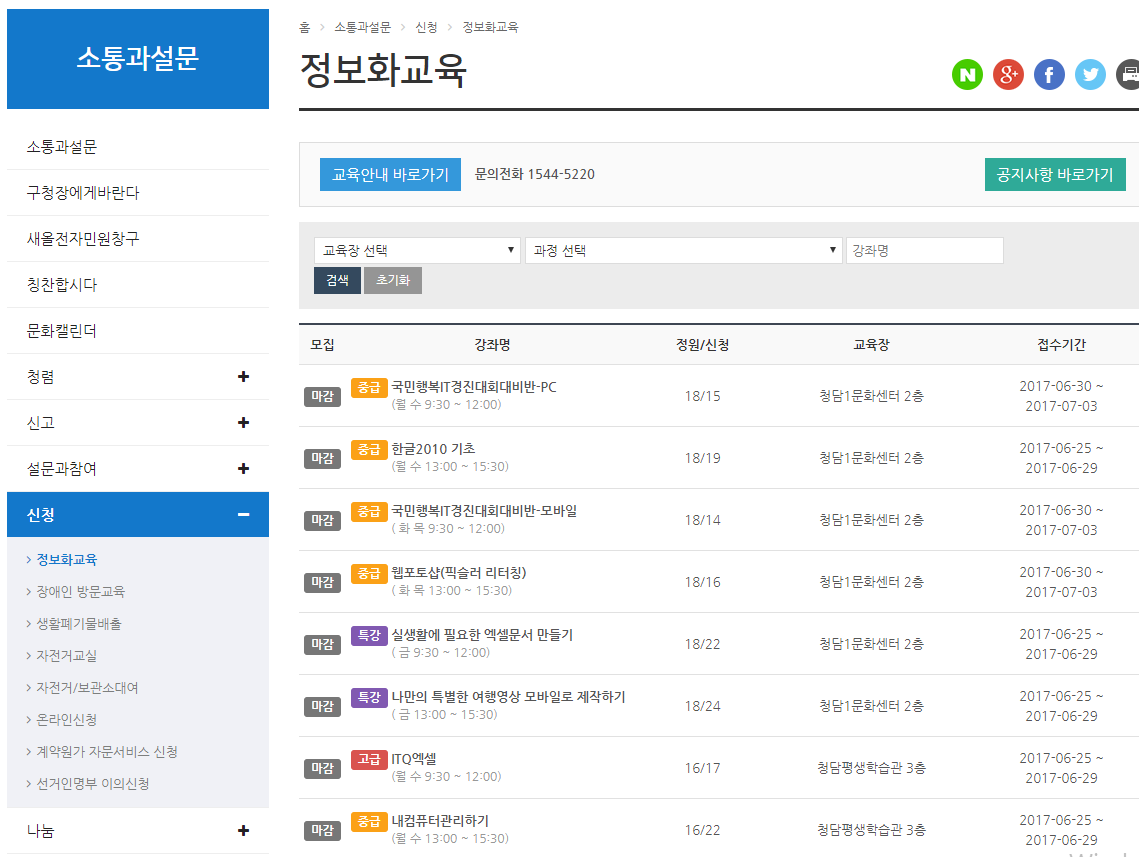 소통과설문
소통과설문
구청장에게바란다
새올전자민원창구
칭찬합시다
문화캘린더
청렴
신고
설문과참여
신청
정보화교육
장애인 방문교육
생활폐기물배출
자전거교실
자전거/보관소대여
온라인신청
계약원가 자문서비스 신청
선거인명부 이의신청
나눔
홈 > 소통과설문 > 신청 > 정보화교육
정보화교육
N g+ f
교육안내 바로가기 문의전화 1544-5220 공지사항 바로가기
교육장 선택 과정 선택 강좌명
검색 초기화
모집 강좌명 정원/신청 교육장 접수기간
마감 중급 국민행복IT경진대회대비반-PC 18/15 청담1문화센터 2층 2017-06-30 ~
(월 수 9:30 ~ 12:00) 2017-07-03
마감 중급 한글2010 기초 18/19 청담1문화센터 2층 2017-06-25 ~
(월 수 13:00 ~ 15:30) 2017-06-29
마감 중급 국민행복IT경진대회대비반-모바일 18/14 청담1문화센터 2층 2017-06-30 ~
( 화 목 9:30 ~ 12:00) 2017-07-03
마감 중급 웹포토샵(픽슬러 리터칭) 18/16 청담1문화센터 2층 2017-06-30 ~
( 화 목 13:00 ~ 15:30) 2017-07-03
마감 특강 실생활에 필요한 엑셀문서 만들기 18/22 청담1문화센터 2층 2017-06-25 ~
( 금 9:30 ~ 12:00) 2017-06-29
마감 특강 나만의 특별한 여행영상 모바일로 제작하기 18/24 청담1문화센터 2층 2017-06-25 ~
( 금 13:00 ~ 15:30) 2017-06-29
마감 고급 ITQ엑셀 16/17 청담평생학습관 3층 2017-06-25 ~
(월 수 9:30 ~ 12:00) 2017-06-29
마감 중급 내컴퓨터관리하기 16/22 청담평생학습관 3층 2017-06-25 ~
(월 수 13:00 ~ 15:30) 2017-06-29